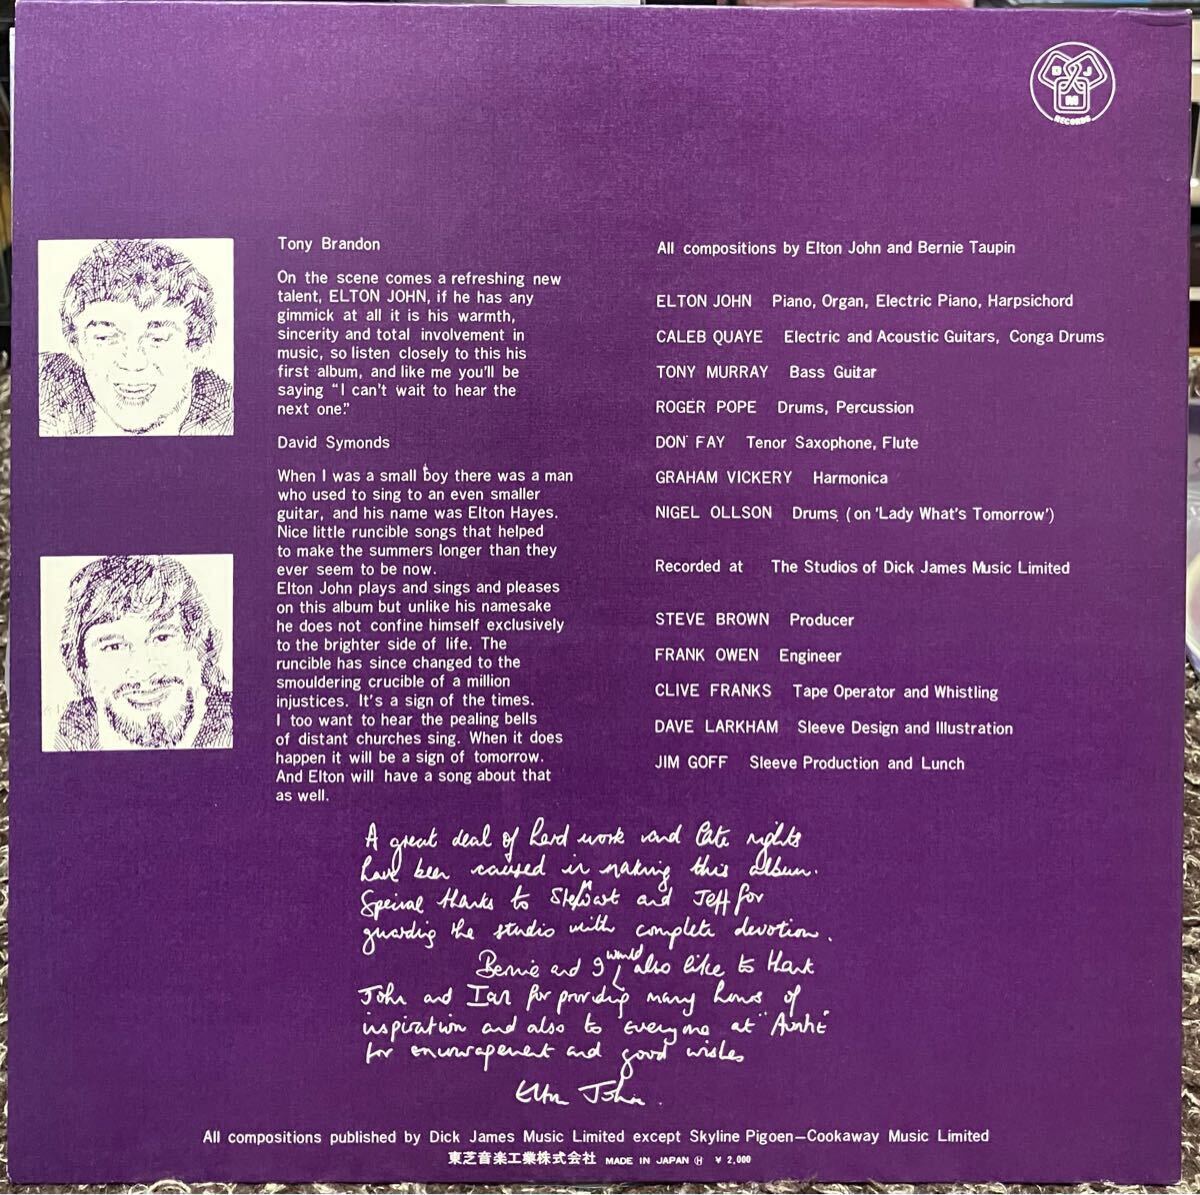 D J
M
RECORDS
Tony Brandon
On the scene comes a refreshing new
talent, ELTON JOHN, if he has any
gimmick at all it is his warmth,
sincerity and total involvement in
music, so listen closely to this his
first album, and like me you'll be
saying "I can't wait to hear the
next one."
David Symonds
When I was a small boy there was a man
who used to sing to an even smaller
guitar, and his name was Elton Hayes.
Nice little runcible songs that helped
to make the summers longer than they
ever seem to be now.
Elton John plays and sings and pleases
on this album but unlike his namesake
he does not confine himself exclusively
to the brighter side of life. The
runcible has since changed to the
smouldering crucible of a million
injustices. It's a sign of the times.
I too want to hear the pealing bells
of distant churches sing. When it does
happen it will be a sign of tomorrow.
And Elton will have a song about that
as well.
All compositions by Elton John and Bernie Taupin
ELTON JOHN Piano, Organ, Electric Piano, Harpsichord
CALEB QUAYE Electric and Acoustic Guitars, Conga Drums
TONY MURRAY Bass Guitar
ROGER POPE Drums, Percussion
DON FAY Tenor Saxophone, Flute
GRAHAM VICKERY Harmonica
NIGEL OLLSON Drums (on 'Lady What's Tomorrow')
Recorded at The Studios of Dick James Music Limited
STEVE BROWN Producer
FRANK OWEN Engineer
CLIVE FRANKS Tape Operator and Whistling
DAVE LARKHAM Sleeve Design and Illustration
JIM GOFF Sleeve Production and Lunch
A great deal of hard work and late nights
have been caused in making this album.
Special thanks to Stewart and Jeff for
guarding the studio with complete devotion.
Bernie and I would also like to thank
John and Ian for providing many hours of
inspiration and also to everyone at
for encouragement and good wishes
Elton John.
All compositions published by Dick James Music Limited except Skyline Pigoen—Cookaway Music Limited
東芝音楽工業株式会社 MADE IN JAPAN Ⓗ ¥ 2,000